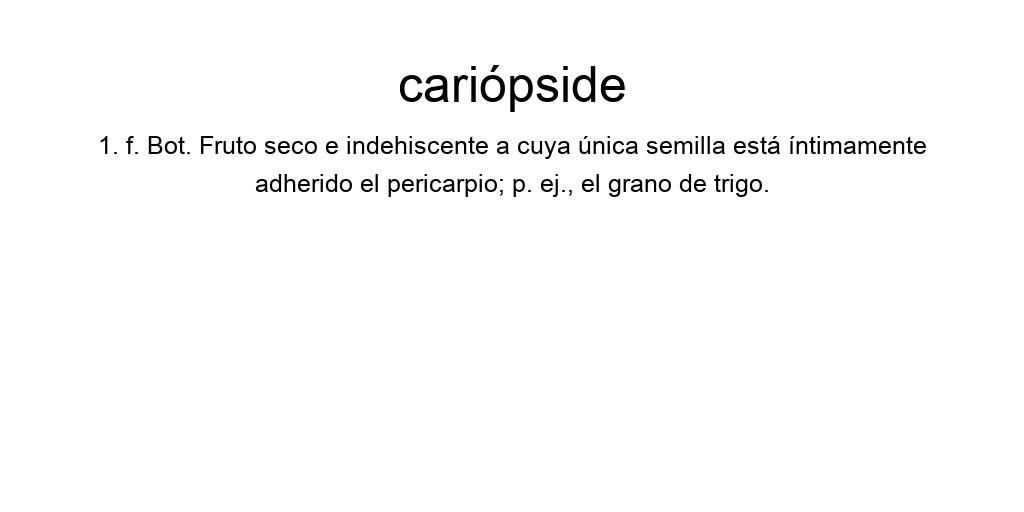 cariópside
1. f. Bot. Fruto seco e indehiscente a cuya única semilla está íntimamente
adherido el pericarpio; p. ej., el grano de trigo.